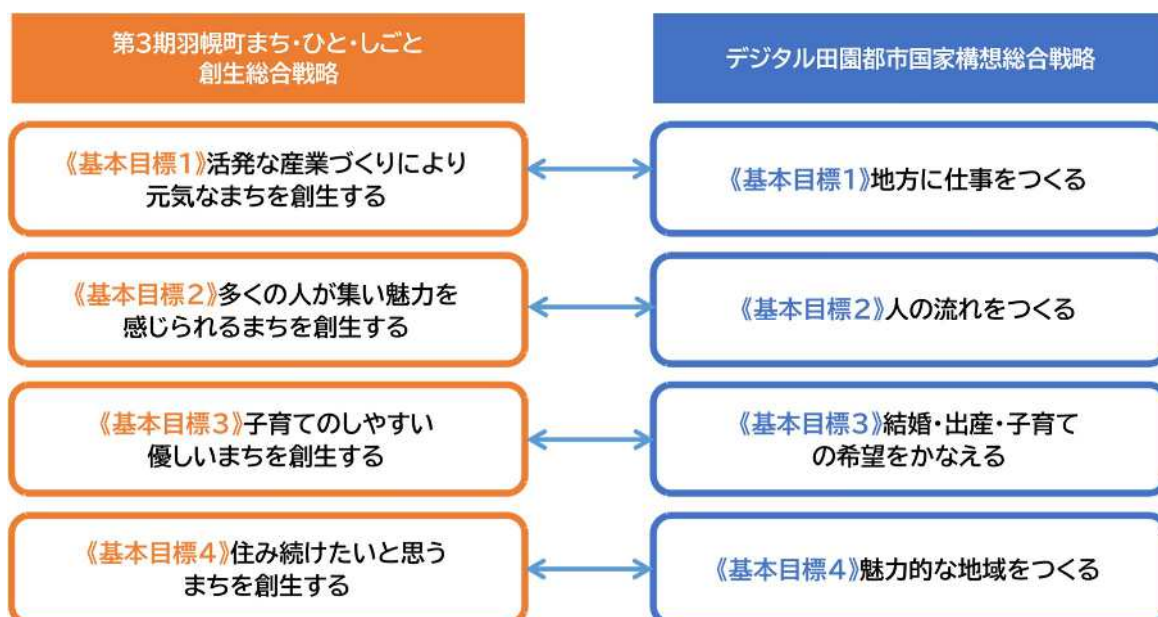 第3期羽幌町まち・ひと・しごと
創生総合戦略
デジタル田園都市国家構想総合戦略
《基本目標1》活発な産業づくりにより
元気なまちを創生する
《基本目標1》地方に仕事をつくる
《基本目標2》多くの人が集い魅力を
感じられるまちを創生する
《基本目標2》人の流れをつくる
《基本目標3》子育てのしやすい
優しいまちを創生する
《基本目標3》結婚・出産・子育て
の希望をかなえる
《基本目標4》住み続けたいと思う
まちを創生する
《基本目標4》魅力的な地域をつくる